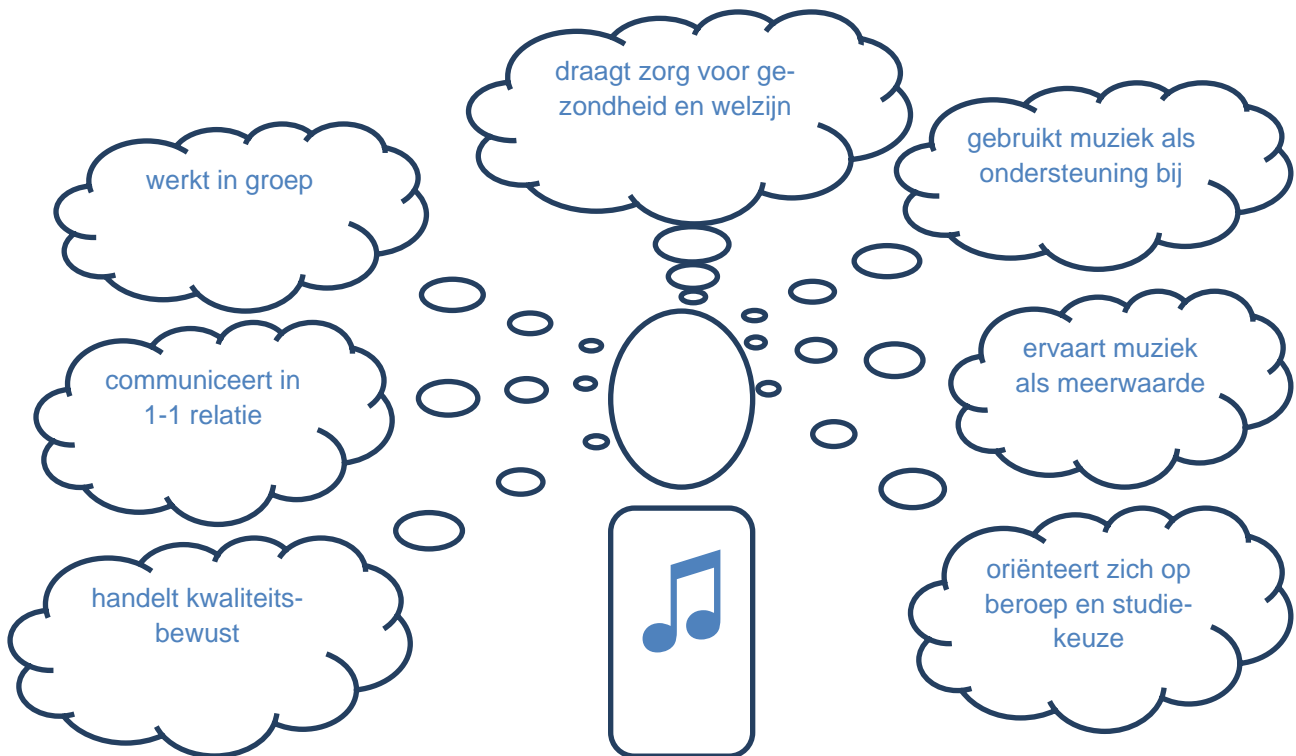 draagt zorg voor ge-
zondheid en welzijn
gebruikt muziek als
ondersteuning bij
werkt in groep
ervaart muziek
als meerwaarde
communiceert in
1-1 relatie
oriënteert zich op
beroep en studie-
keuze
handelt kwaliteits-
bewust